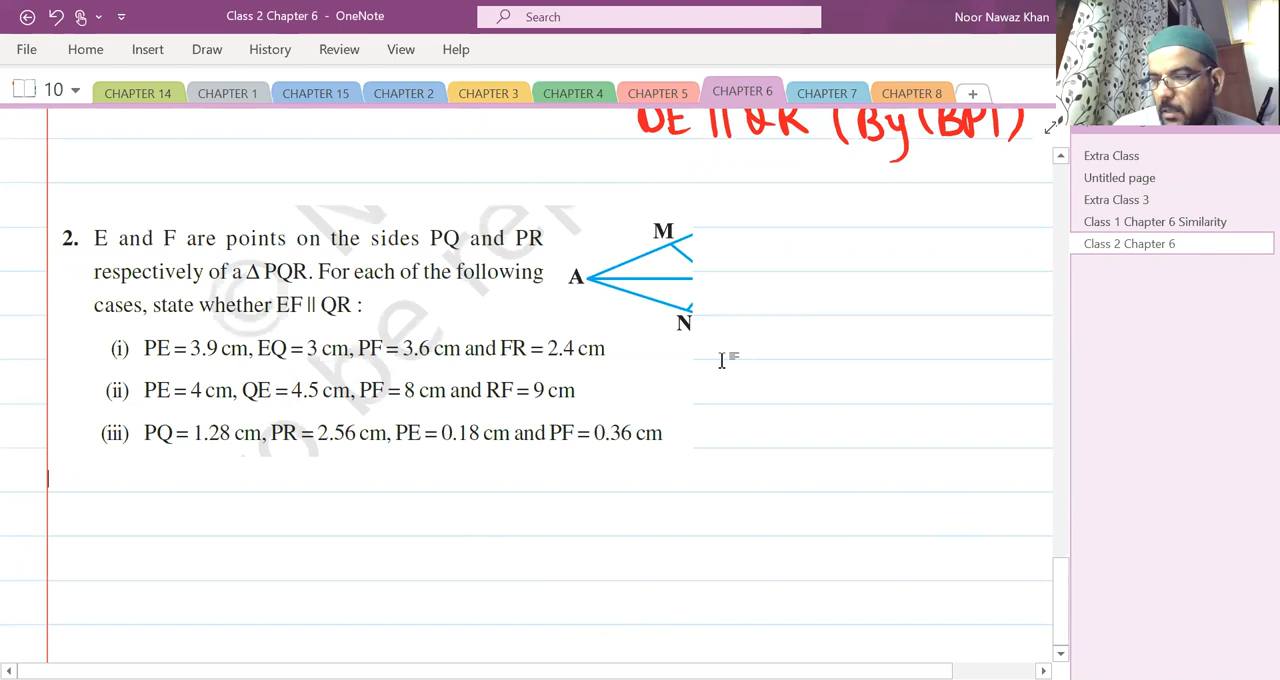 Class 2 Chapter 6 - OneNote
Search
Noor Nawaz Khan
File Home Insert Draw History Review View Help
10 CHAPTER 14 CHAPTER 1 CHAPTER 15 CHAPTER 2 CHAPTER 3 CHAPTER 4 CHAPTER 5 CHAPTER 6 CHAPTER 7 CHAPTER 8 +
DE || QR (By (BPT)
Extra Class
Untitled page
Extra Class 3
Class 1 Chapter 6 Similarity
Class 2 Chapter 6
2. E and F are points on the sides PQ and PR
respectively of a Δ PQR. For each of the following
cases, state whether EF || QR :
(i) PE = 3.9 cm, EQ = 3 cm, PF = 3.6 cm and FR = 2.4 cm
(ii) PE = 4 cm, QE = 4.5 cm, PF = 8 cm and RF = 9 cm
(iii) PQ = 1.28 cm, PR = 2.56 cm, PE = 0.18 cm and PF = 0.36 cm
M
A
N